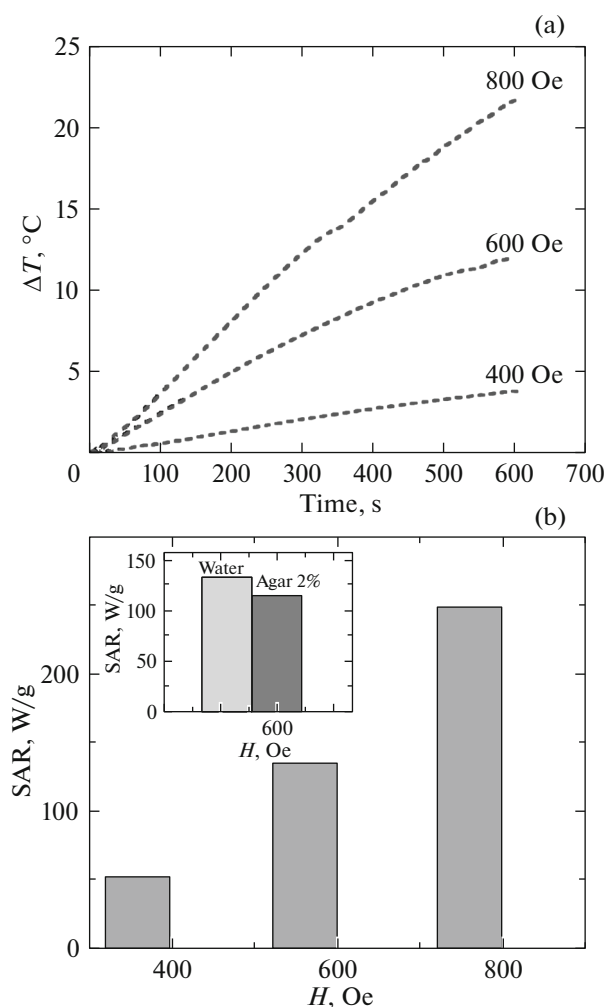 (a)
25
20
15
10
5
ΔT, °C
800 Oe
600 Oe
400 Oe
0 100 200 300 400 500 600 700
Time, s
(b)
200
100
0
SAR, W/g
150
100
50
0
SAR, W/g
Water
Agar 2%
600
H, Oe
400 600 800
H, Oe